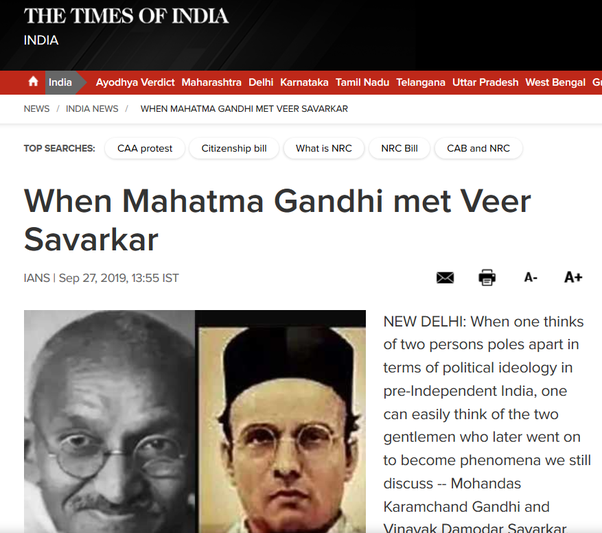 THE TIMES OF INDIA
INDIA
India Ayodhya Verdict Maharashtra Delhi Karnataka Tamil Nadu Telangana Uttar Pradesh West Bengal
NEWS / INDIA NEWS / WHEN MAHATMA GANDHI MET VEER SAVARKAR
TOP SEARCHES: CAA protest Citizenship bill What is NRC NRC Bill CAB and NRC
When Mahatma Gandhi met Veer
Savarkar
IANS | Sep 27, 2019, 13:55 IST A- A+
NEW DELHI: When one thinks
of two persons poles apart in
terms of political ideology in
pre-Independent India, one
can easily think of the two
gentlemen who later went on
to become phenomena we still
discuss -- Mohandas
Karamchand Gandhi and
Vinayak Damodar Savarkar